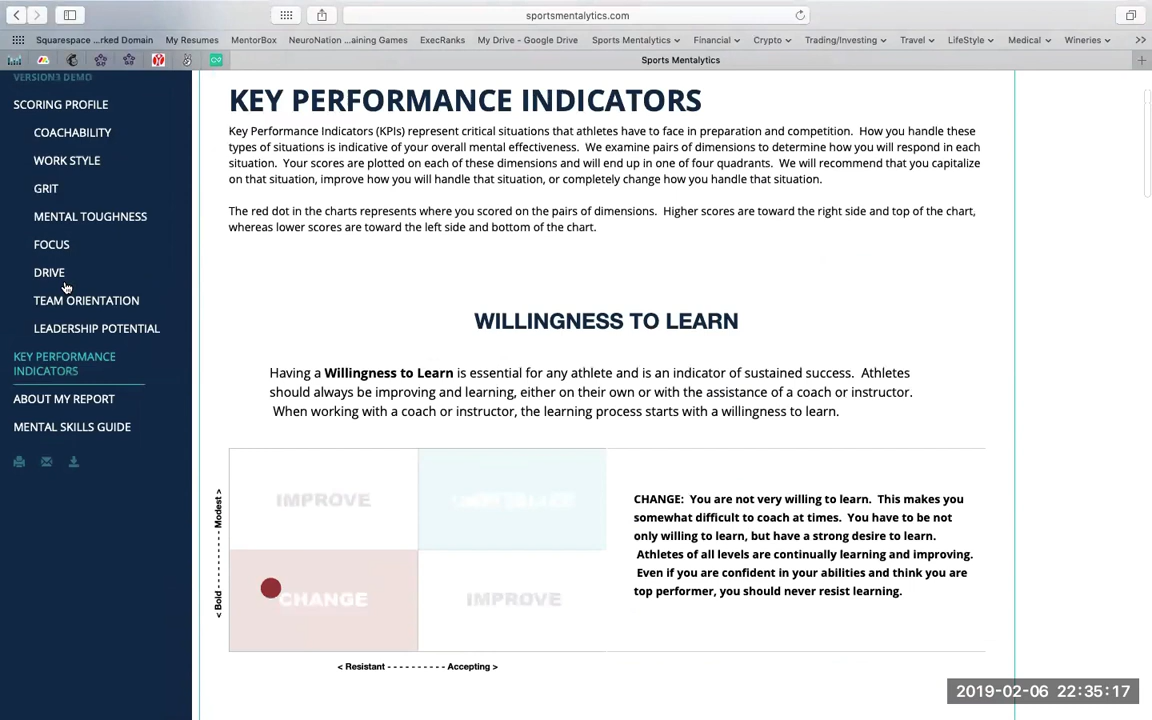 sportsmentalytics.com
Squarespace ...rked Domain My Resumes MentorBox NeuroNation ...aining Games ExecRanks My Drive - Google Drive Sports Mentalytics Financial Crypto Trading/Investing Travel LifeStyle Medical Wineries >>
Sports Mentalytics
VERSION3 DEMO
SCORING PROFILE
COACHABILITY
WORK STYLE
GRIT
MENTAL TOUGHNESS
FOCUS
DRIVE
TEAM ORIENTATION
LEADERSHIP POTENTIAL
KEY PERFORMANCE
INDICATORS
ABOUT MY REPORT
MENTAL SKILLS GUIDE
KEY PERFORMANCE INDICATORS
Key Performance Indicators (KPIs) represent critical situations that athletes have to face in preparation and competition. How you handle these
types of situations is indicative of your overall mental effectiveness. We examine pairs of dimensions to determine how you will respond in each
situation. Your scores are plotted on each of these dimensions and will end up in one of four quadrants. We will recommend that you capitalize
on that situation, improve how you will handle that situation, or completely change how you handle that situation.
The red dot in the charts represents where you scored on the pairs of dimensions. Higher scores are toward the right side and top of the chart,
whereas lower scores are toward the left side and bottom of the chart.
WILLINGNESS TO LEARN
Having a Willingness to Learn is essential for any athlete and is an indicator of sustained success. Athletes
should always be improving and learning, either on their own or with the assistance of a coach or instructor.
When working with a coach or instructor, the learning process starts with a willingness to learn.
< Bold - - - - - - - - - - Modest >
IMPROVE
CHANGE
IMPROVE
< Resistant - - - - - - - - - - Accepting >
CHANGE: You are not very willing to learn. This makes you
somewhat difficult to coach at times. You have to be not
only willing to learn, but have a strong desire to learn.
Athletes of all levels are continually learning and improving.
Even if you are confident in your abilities and think you are
top performer, you should never resist learning.
2019-02-06 22:35:17